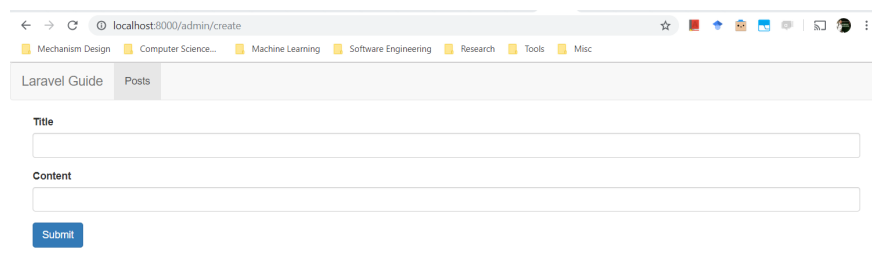 localhost:8000/admin/create
Mechanism Design Computer Science... Machine Learning Software Engineering Research Tools Misc
Laravel Guide Posts
Title
Content
Submit